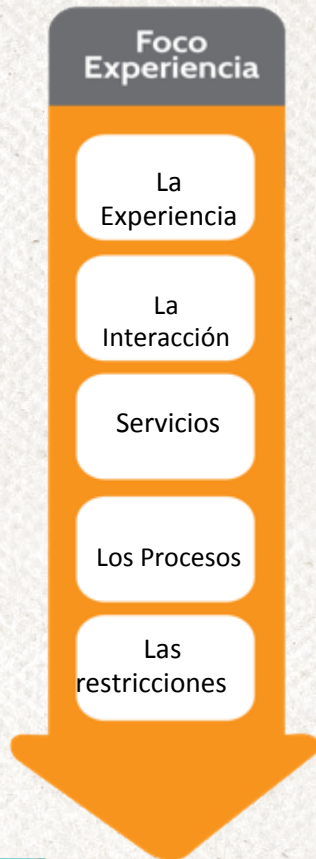 Foco
Experiencia
La
Experiencia
La
Interacción
Servicios
Los Procesos
Las
restricciones